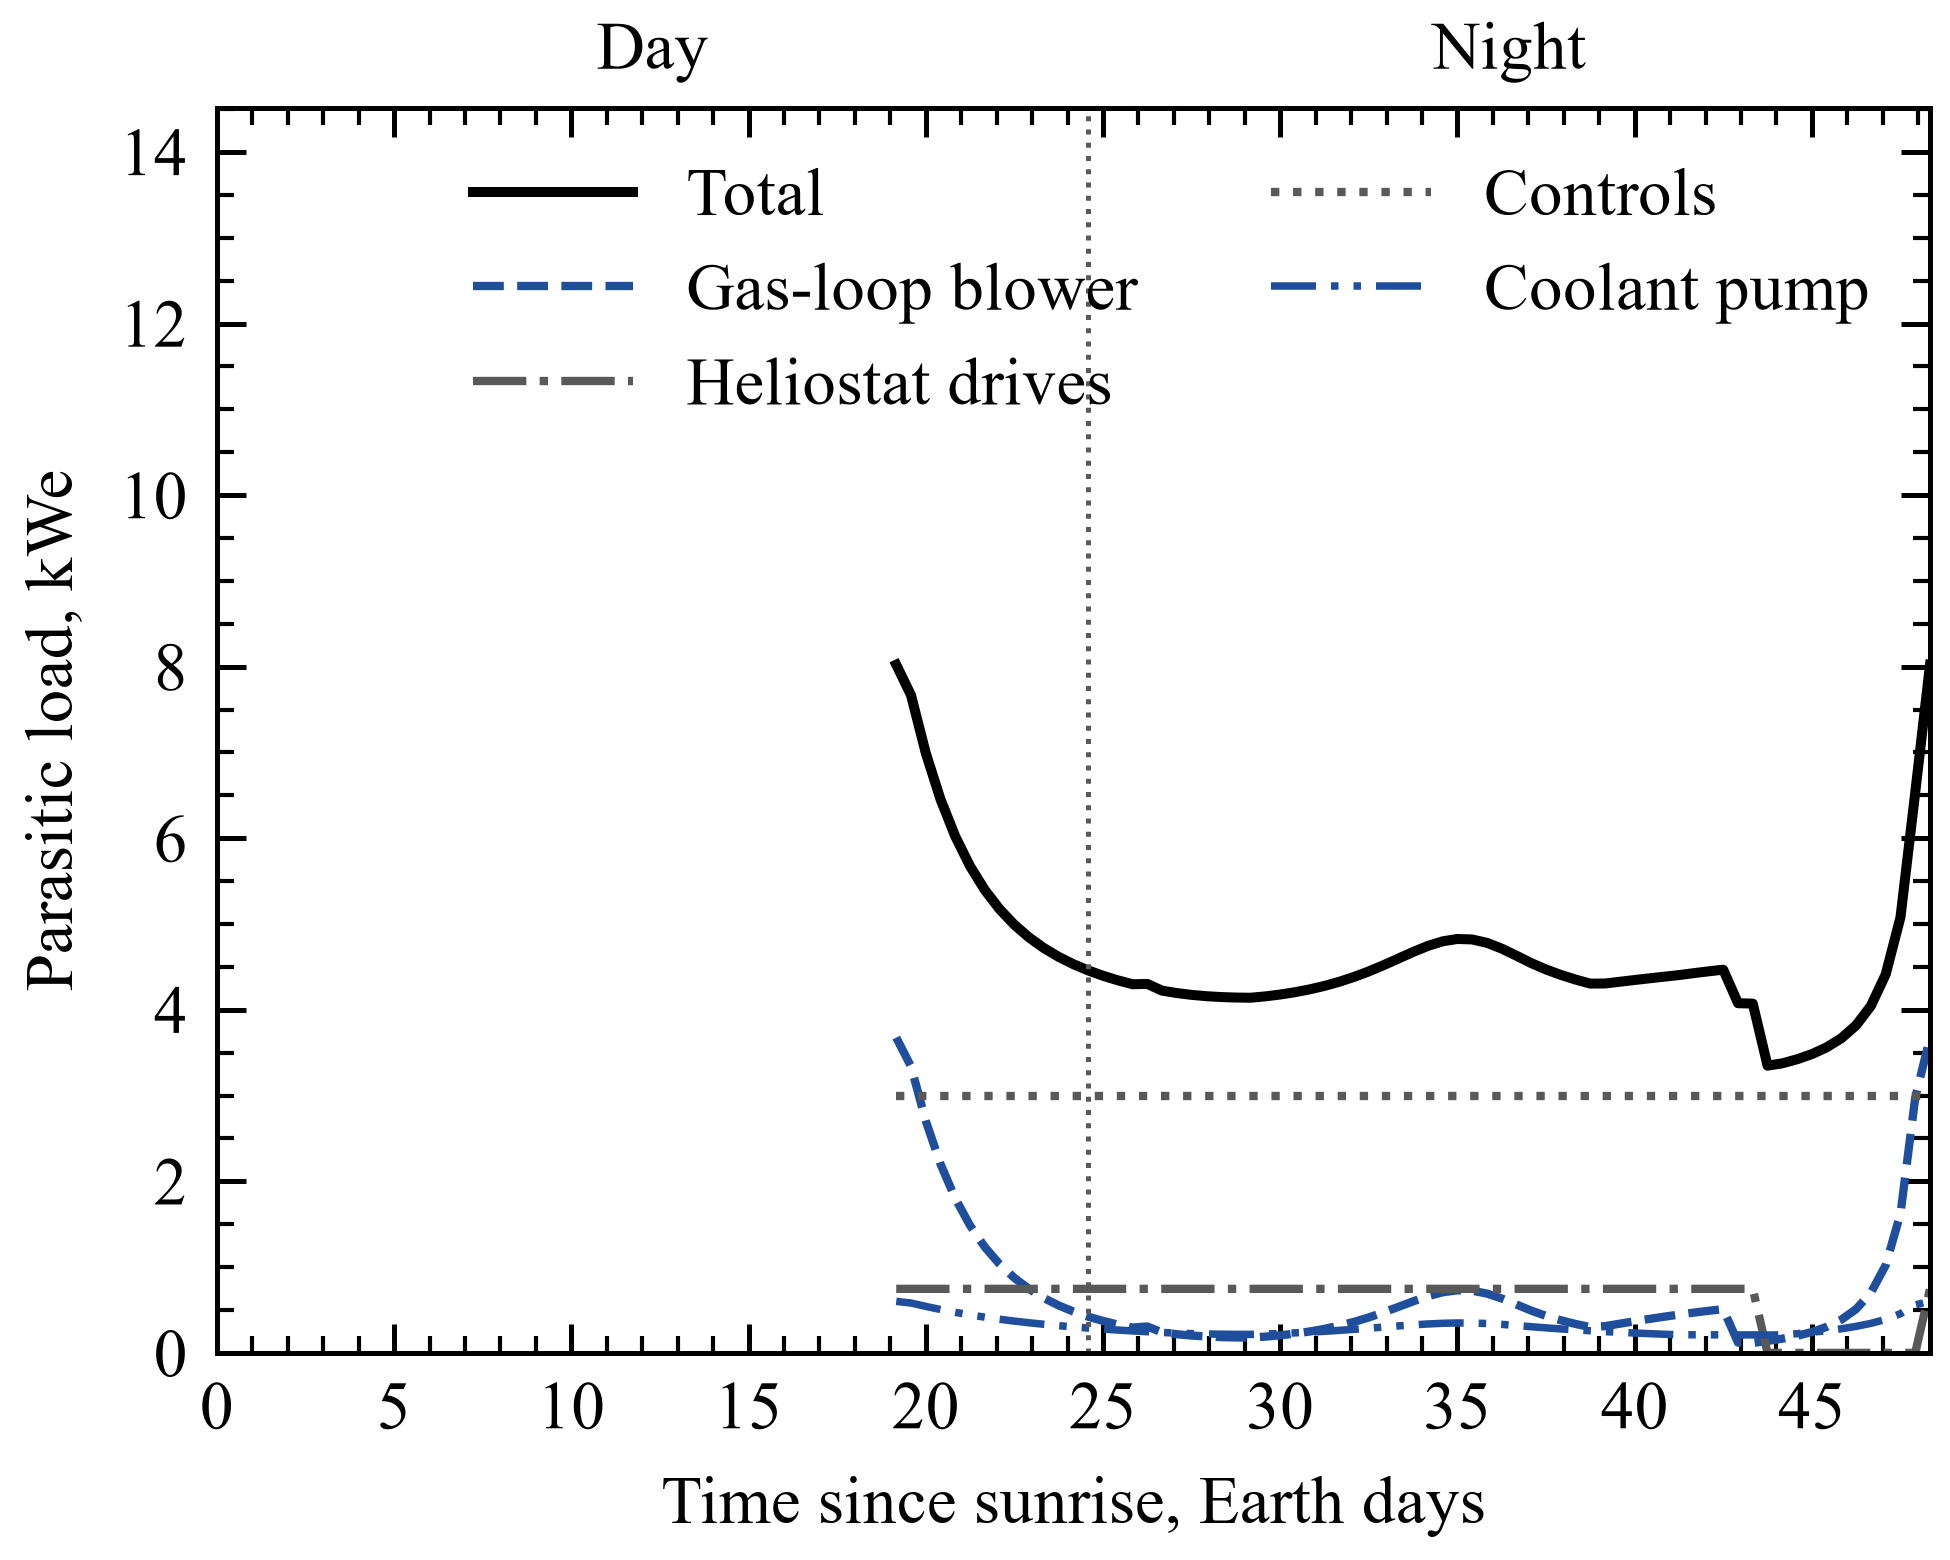 Day Night
14
12
10
8
6
4
2
0
Parasitic load, kWe
Total
Gas-loop blower
Heliostat drives
Controls
Coolant pump
0 5 10 15 20 25 30 35 40 45
Time since sunrise, Earth days